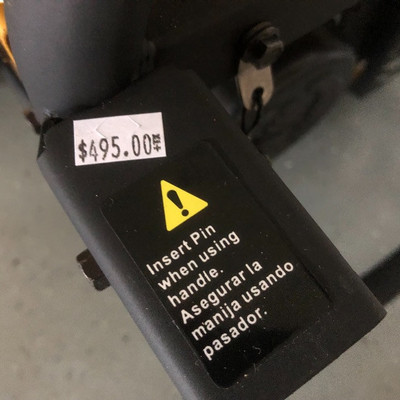 $495.00
Insert Pin
when using
handle.
Asegurar la
manija usando
pasador.